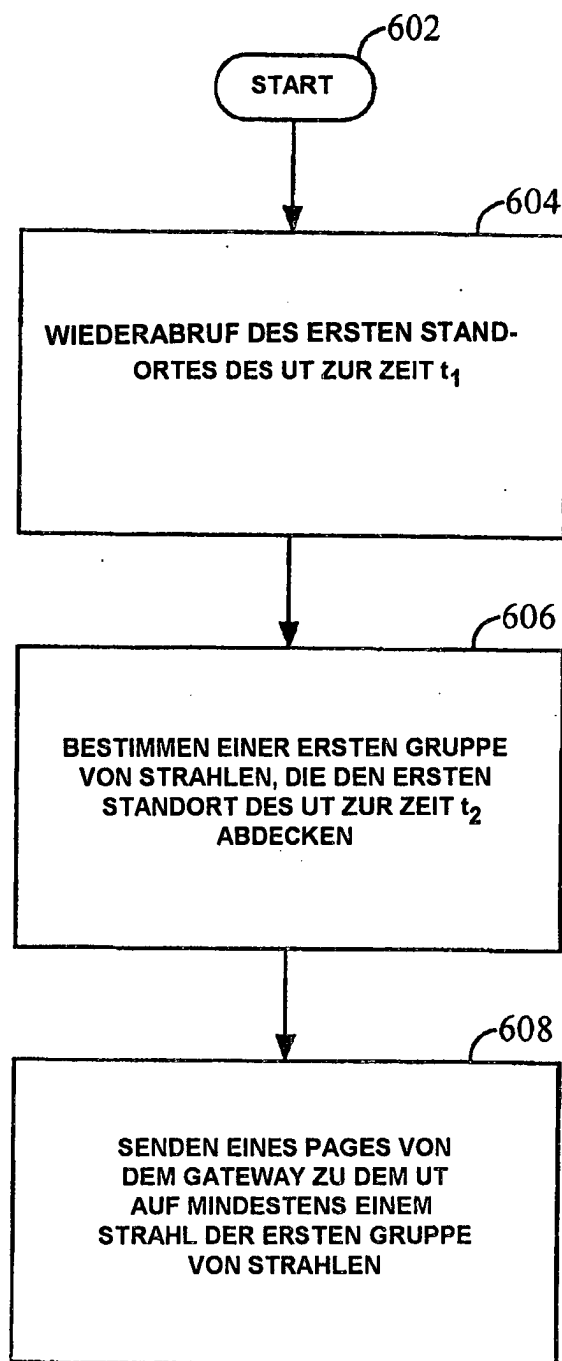 602
START
604
WIEDERABRUF DES ERSTEN STAND-
ORTES DES UT ZUR ZEIT t1
606
BESTIMMEN EINER ERSTEN GRUPPE
VON STRAHLEN, DIE DEN ERSTEN
STANDORT DES UT ZUR ZEIT t2
ABDECKEN
608
SENDEN EINES PAGES VON
DEM GATEWAY ZU DEM UT
AUF MINDESTENS EINEM
STRAHL DER ERSTEN GRUPPE
VON STRAHLEN